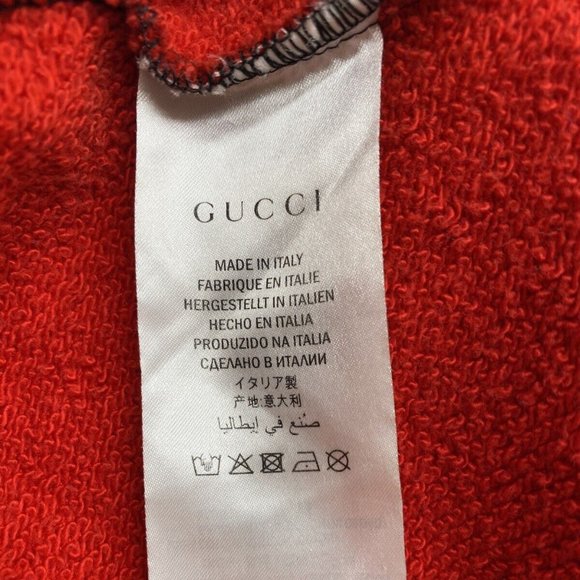 GUCCI
MADE IN ITALY
FABRIQUE EN ITALIE
HERGESTELLT IN ITALIEN
HECHO EN ITALIA
PRODUZIDO NA ITALIA
СДЕЛАНО В ИТАЛИИ
イタリア製
产地:意大利
صُنع في إيطاليا